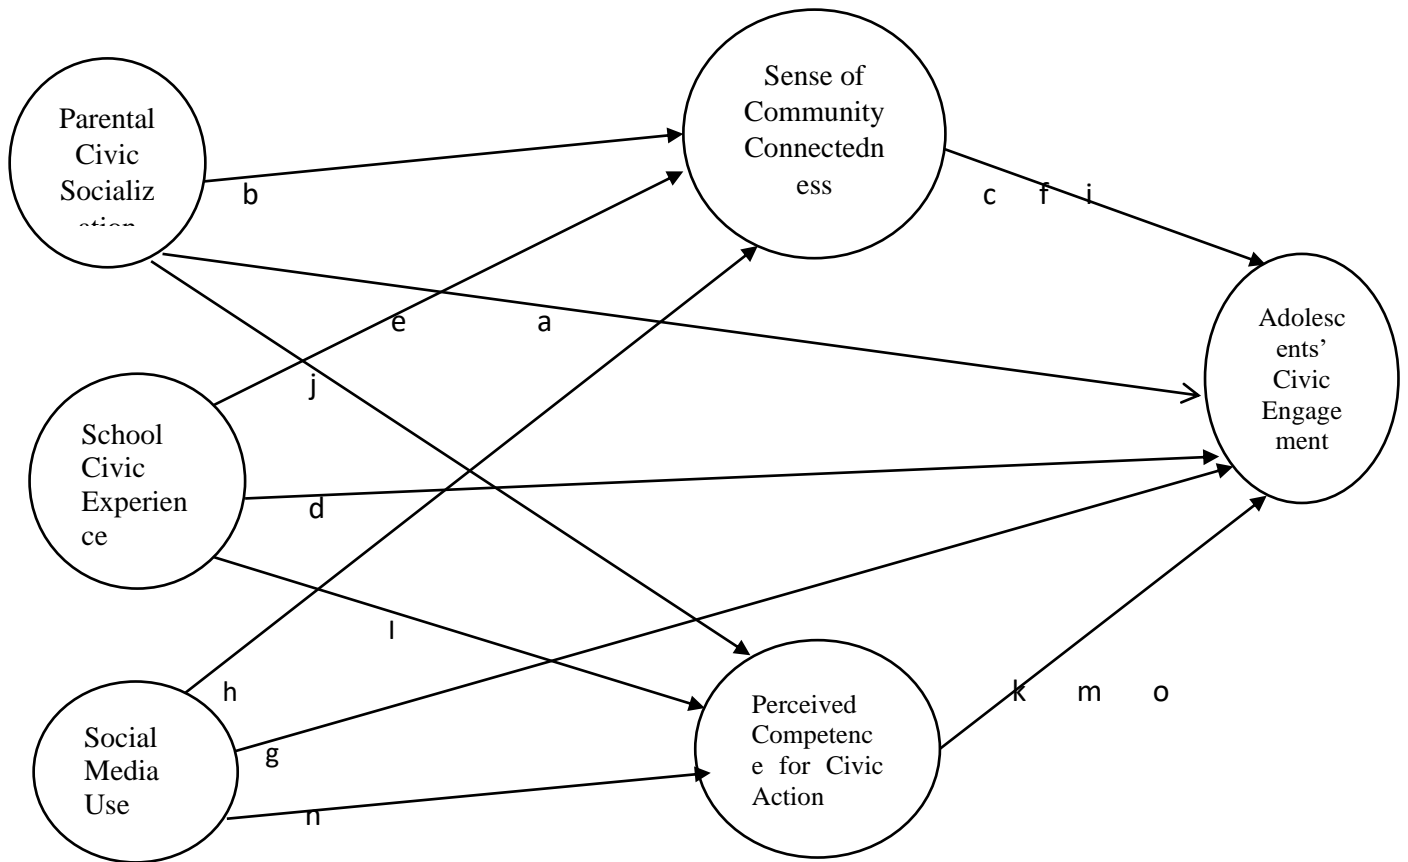 Parental
Civic
Socializ
ation
Sense of
Community
Connectedn
ess
b
c f i
e a
j
Adolesc
ents’
Civic
Engage
ment
School
Civic
Experien
ce
d
l
h
k m o
g
Social
Media
Use
Perceived
Competenc
e for Civic
Action
n